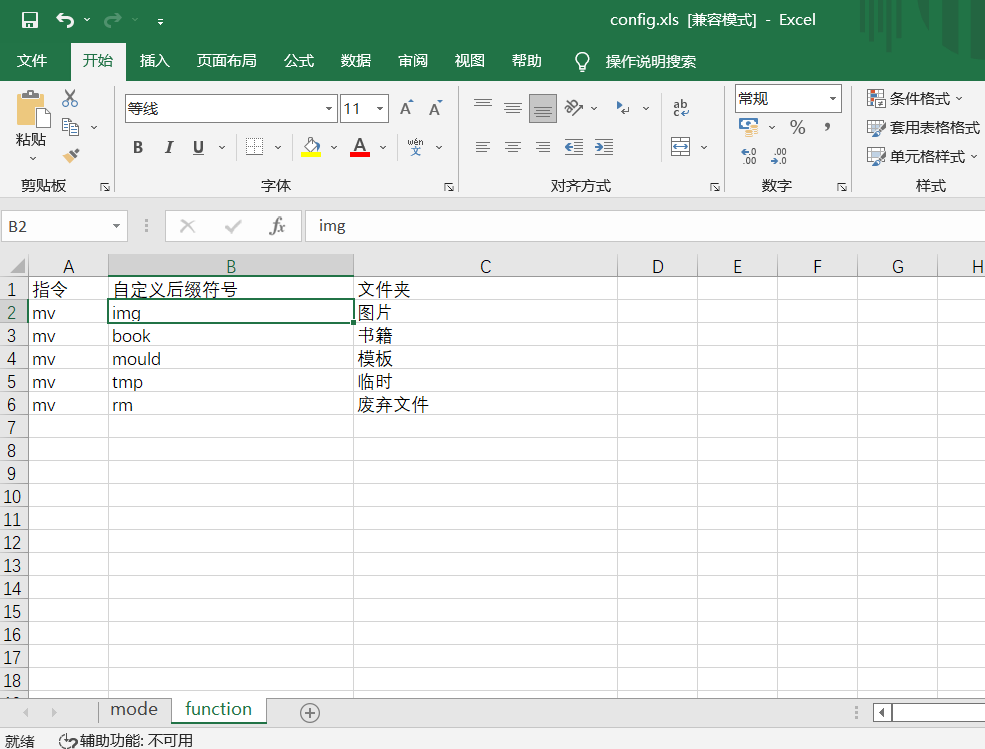 config.xls [兼容模式] - Excel
文件 开始 插入 页面布局 公式 数据 审阅 视图 帮助 操作说明搜索
粘贴
等线 11
B I U A wén 文
ab
常规
% ,
条件格式
套用表格格式
单元格样式
剪贴板 字体 对齐方式 数字 样式
B2 fx img
A B C D E F G H
1 指令 自定义后缀符号 文件夹
2 mv img 图片
3 mv book 书籍
4 mv mould 模板
5 mv tmp 临时
6 mv rm 废弃文件
7
8
9
10
11
12
13
14
15
16
17
18
mode function
就绪 辅助功能: 不可用